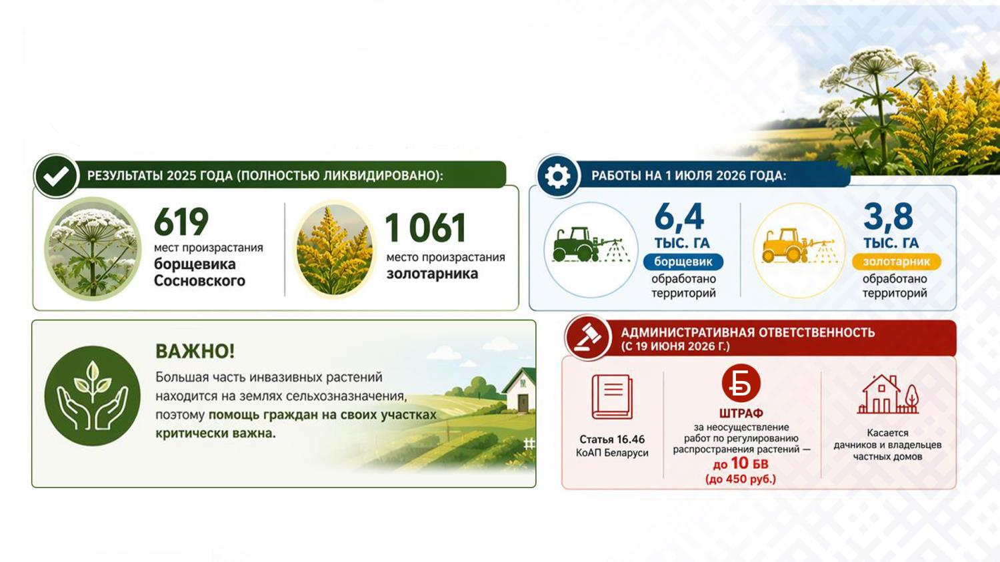 РЕЗУЛЬТАТЫ 2025 ГОДА (ПОЛНОСТЬЮ ЛИКВИДИРОВАНО):
619
мест произрастания
борщевика
Сосновского
1 061
место произрастания
золотарника
РАБОТЫ НА 1 ИЮЛЯ 2026 ГОДА:
6,4
ТЫС. ГА
борщевик
обработано
территорий
3,8
ТЫС. ГА
золотарник
обработано
территорий
ВАЖНО!
Большая часть инвазивных растений
находится на землях сельхозназначения,
поэтому помощь граждан на своих участках
критически важна.
#
АДМИНИСТРАТИВНАЯ ОТВЕТСТВЕННОСТЬ
(С 19 ИЮНЯ 2026 Г.)
Статья 16.46
КоАП Беларуси
Б
ШТРАФ
за неосуществление
работ по регулированию
распространения растений —
до 10 БВ
(до 450 руб.)
Касается
дачников и владельцев
частных домов